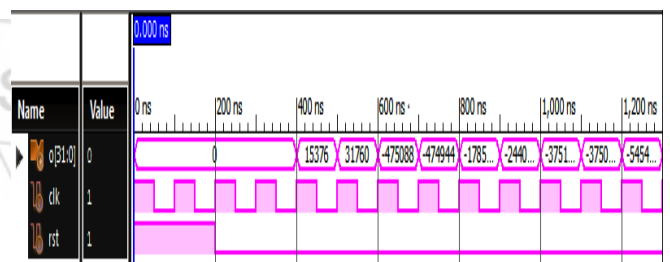 0.000 ns
Name Value 0 ns 200 ns 400 ns 600 ns 800 ns 1,000 ns 1,200 ns
o[31:0] 0 0 15376 31760 -475088 -474944 -1785... -2440... -3751... -3750... -5454...
clk 1
rst 1